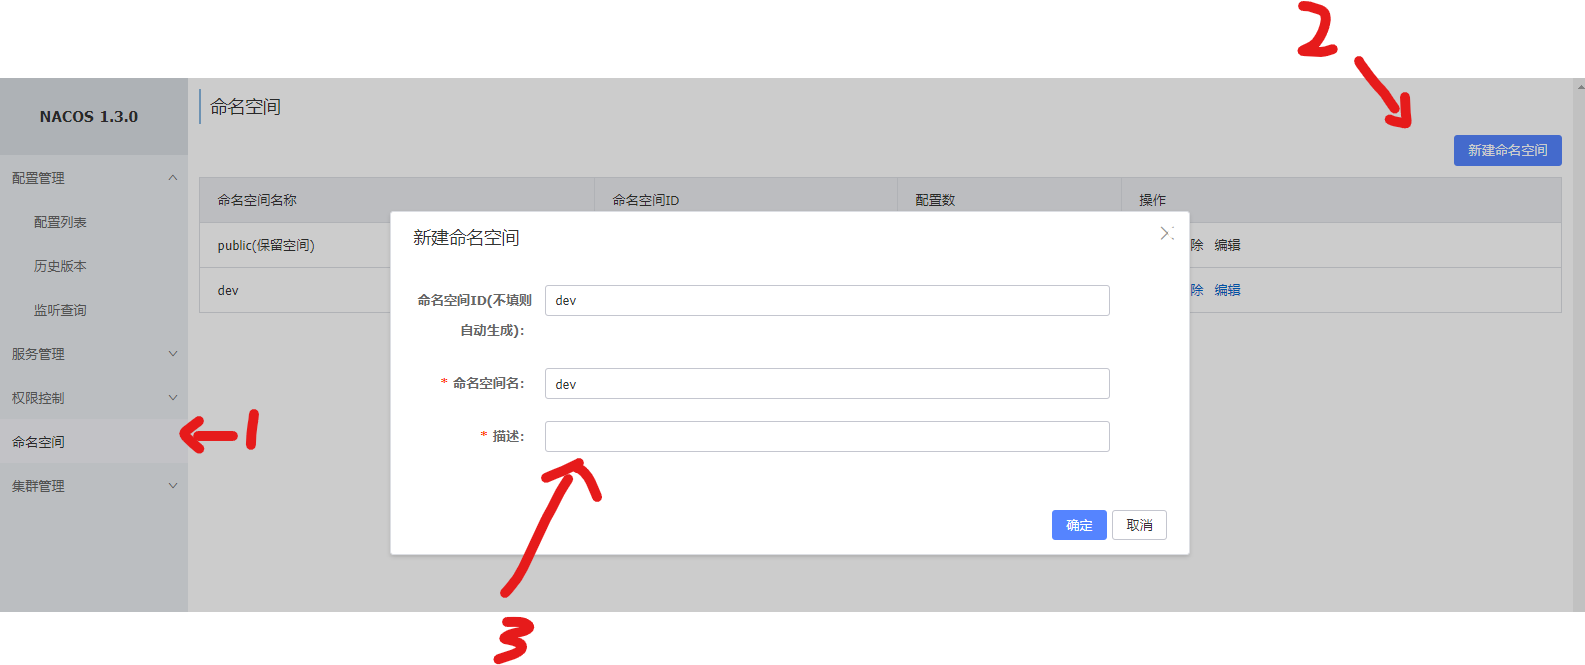 2
NACOS 1.3.0
命名空间
新建命名空间
配置管理
配置列表
历史版本
监听查询
服务管理
权限控制
命名空间
集群管理
1
命名空间名称 命名空间ID 配置数 操作
public(保留空间) 除 编辑
dev 除 编辑
新建命名空间
命名空间ID(不填则
自动生成): dev
* 命名空间名: dev
* 描述:
确定 取消
3